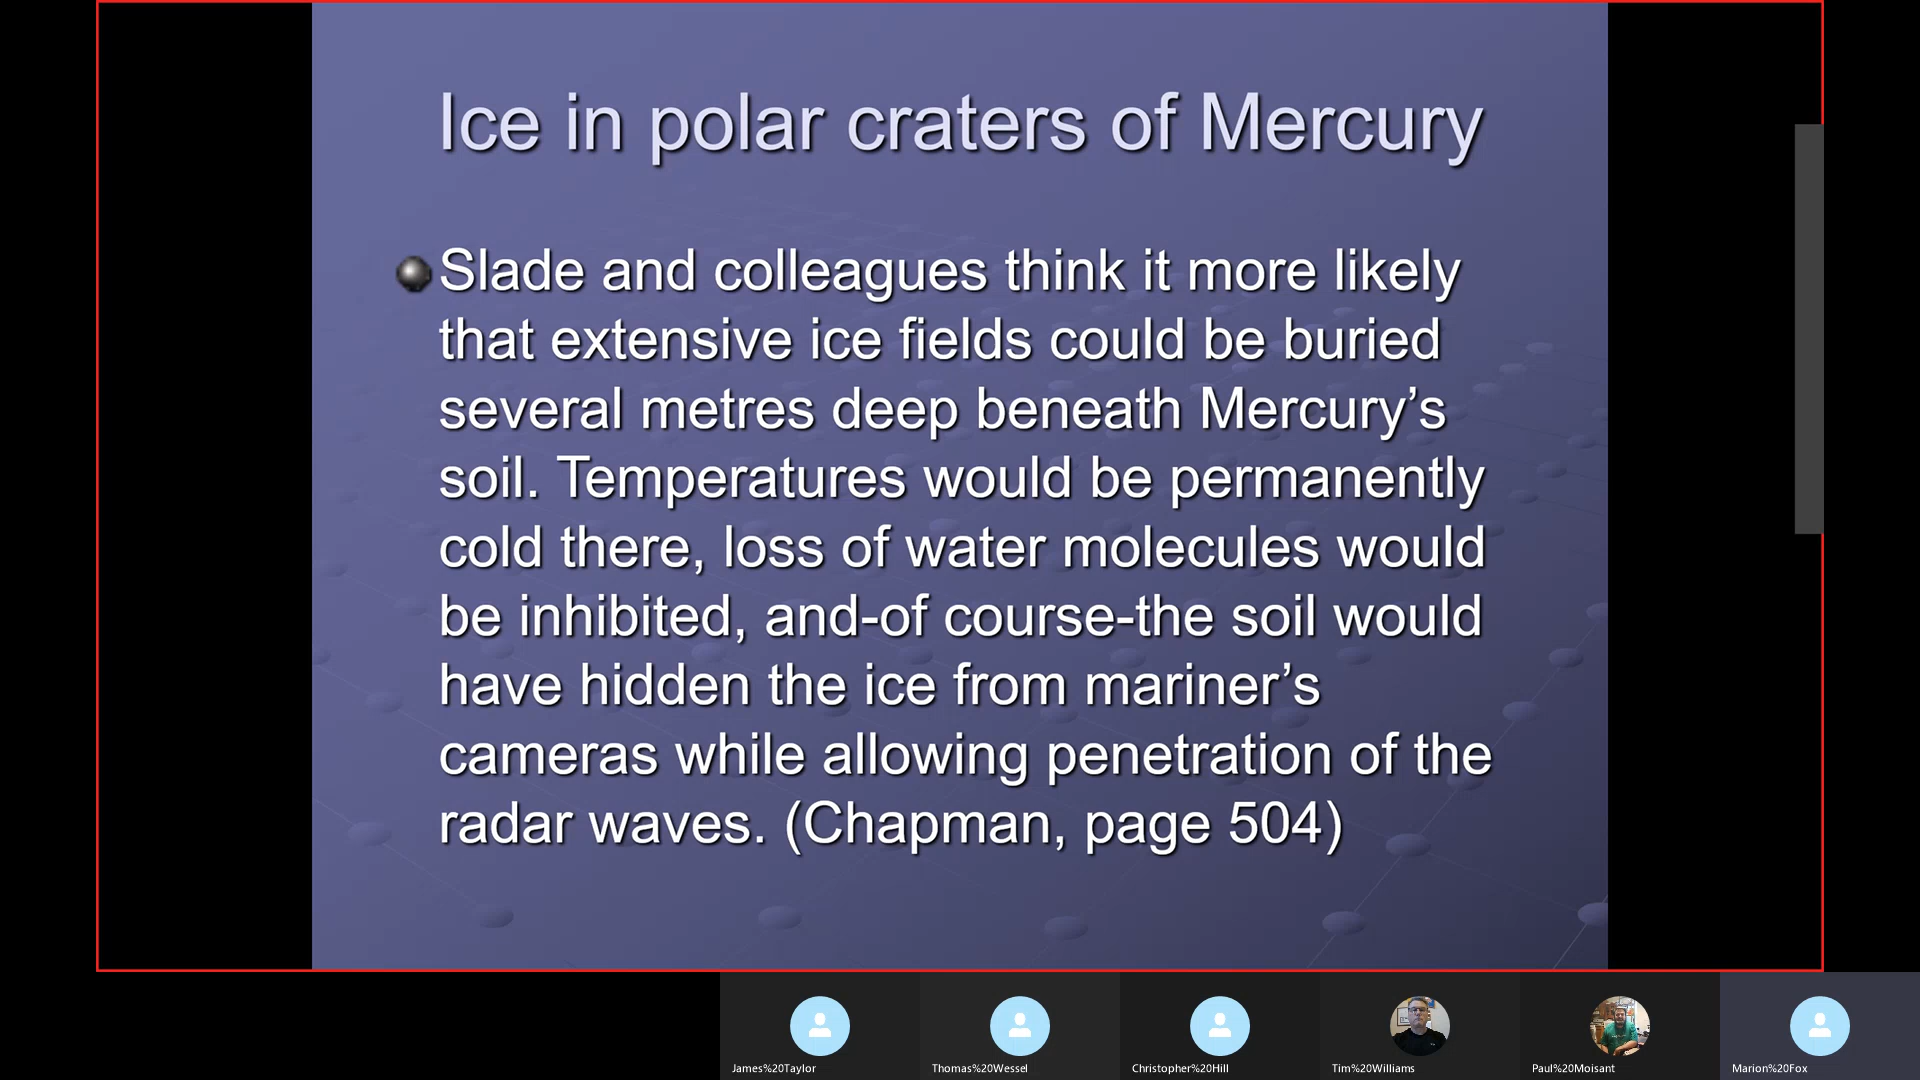 Ice in polar craters of Mercury
Slade and colleagues think it more likely
that extensive ice fields could be buried
several metres deep beneath Mercury’s
soil. Temperatures would be permanently
cold there, loss of water molecules would
be inhibited, and-of course-the soil would
have hidden the ice from mariner’s
cameras while allowing penetration of the
radar waves. (Chapman, page 504)
James%20Taylor
Thomas%20Wessel
Christopher%20Hill
Tim%20Williams
Paul%20Moisant
Marion%20Fox